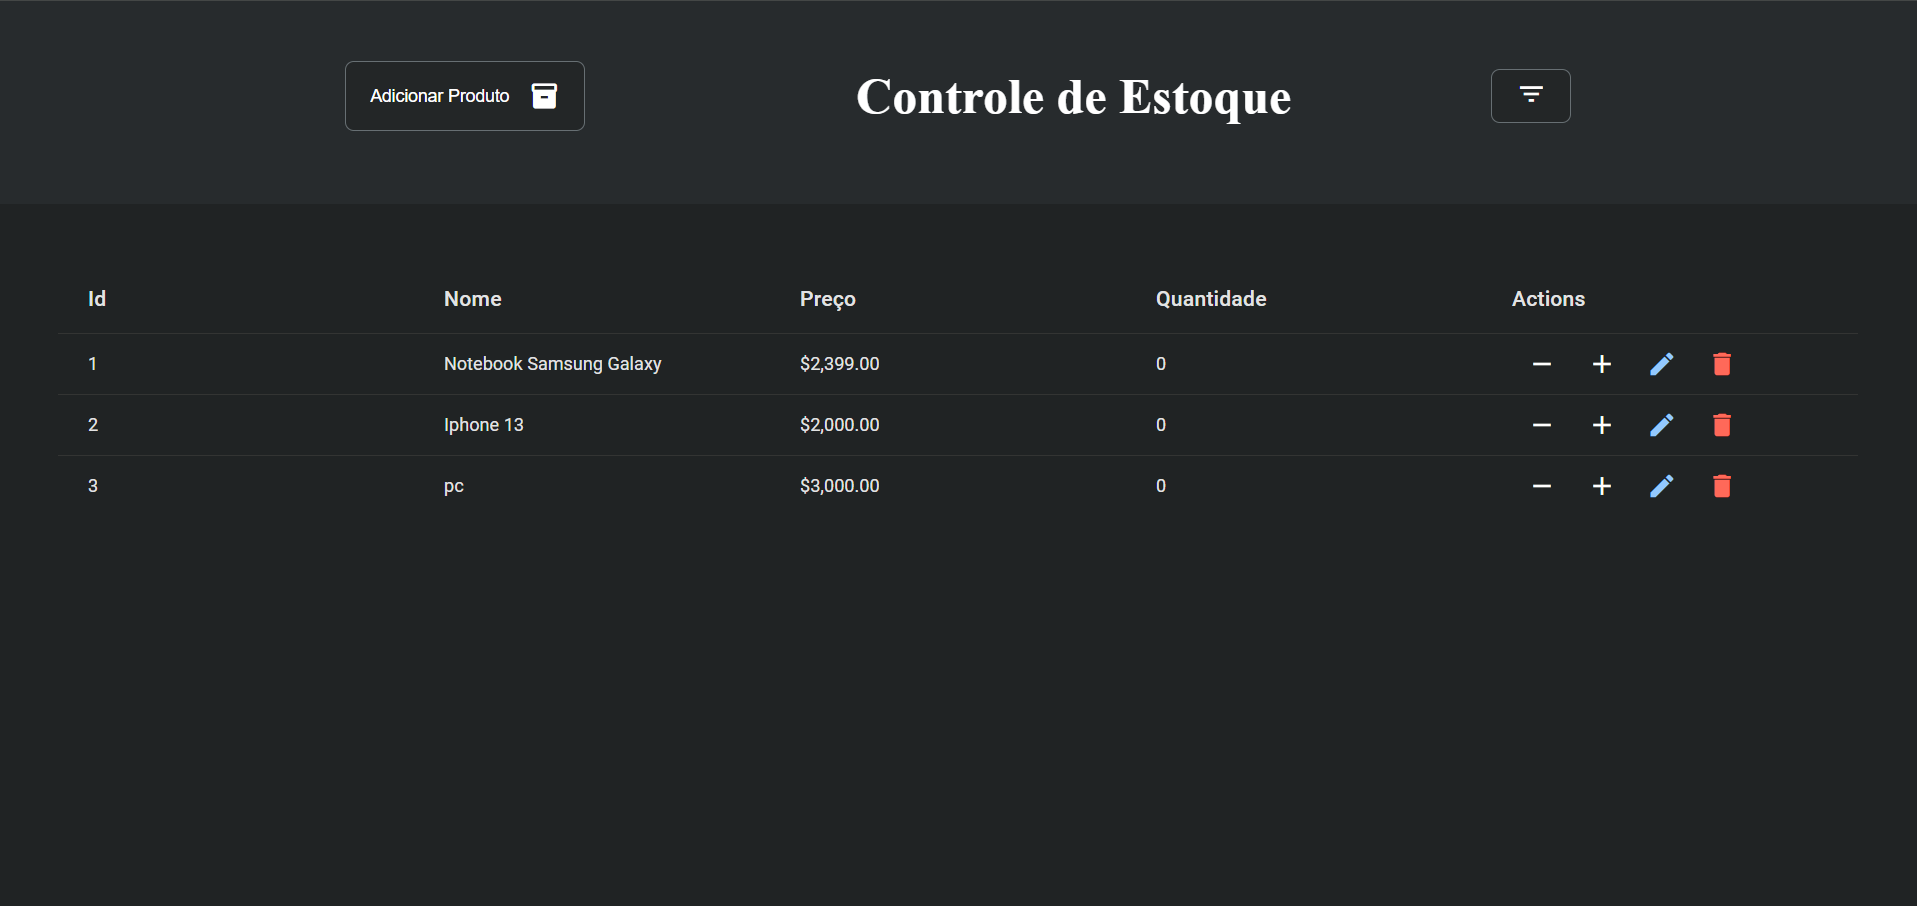 Adicionar Produto
Controle de Estoque
Id Nome Preço Quantidade Actions
1 Notebook Samsung Galaxy $2,399.00 0
2 Iphone 13 $2,000.00 0
3 pc $3,000.00 0